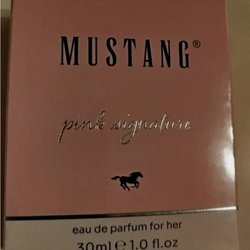 MUSTANG®
pink signature
eau de parfum for her
30ml ℮ 1.0 fl.oz